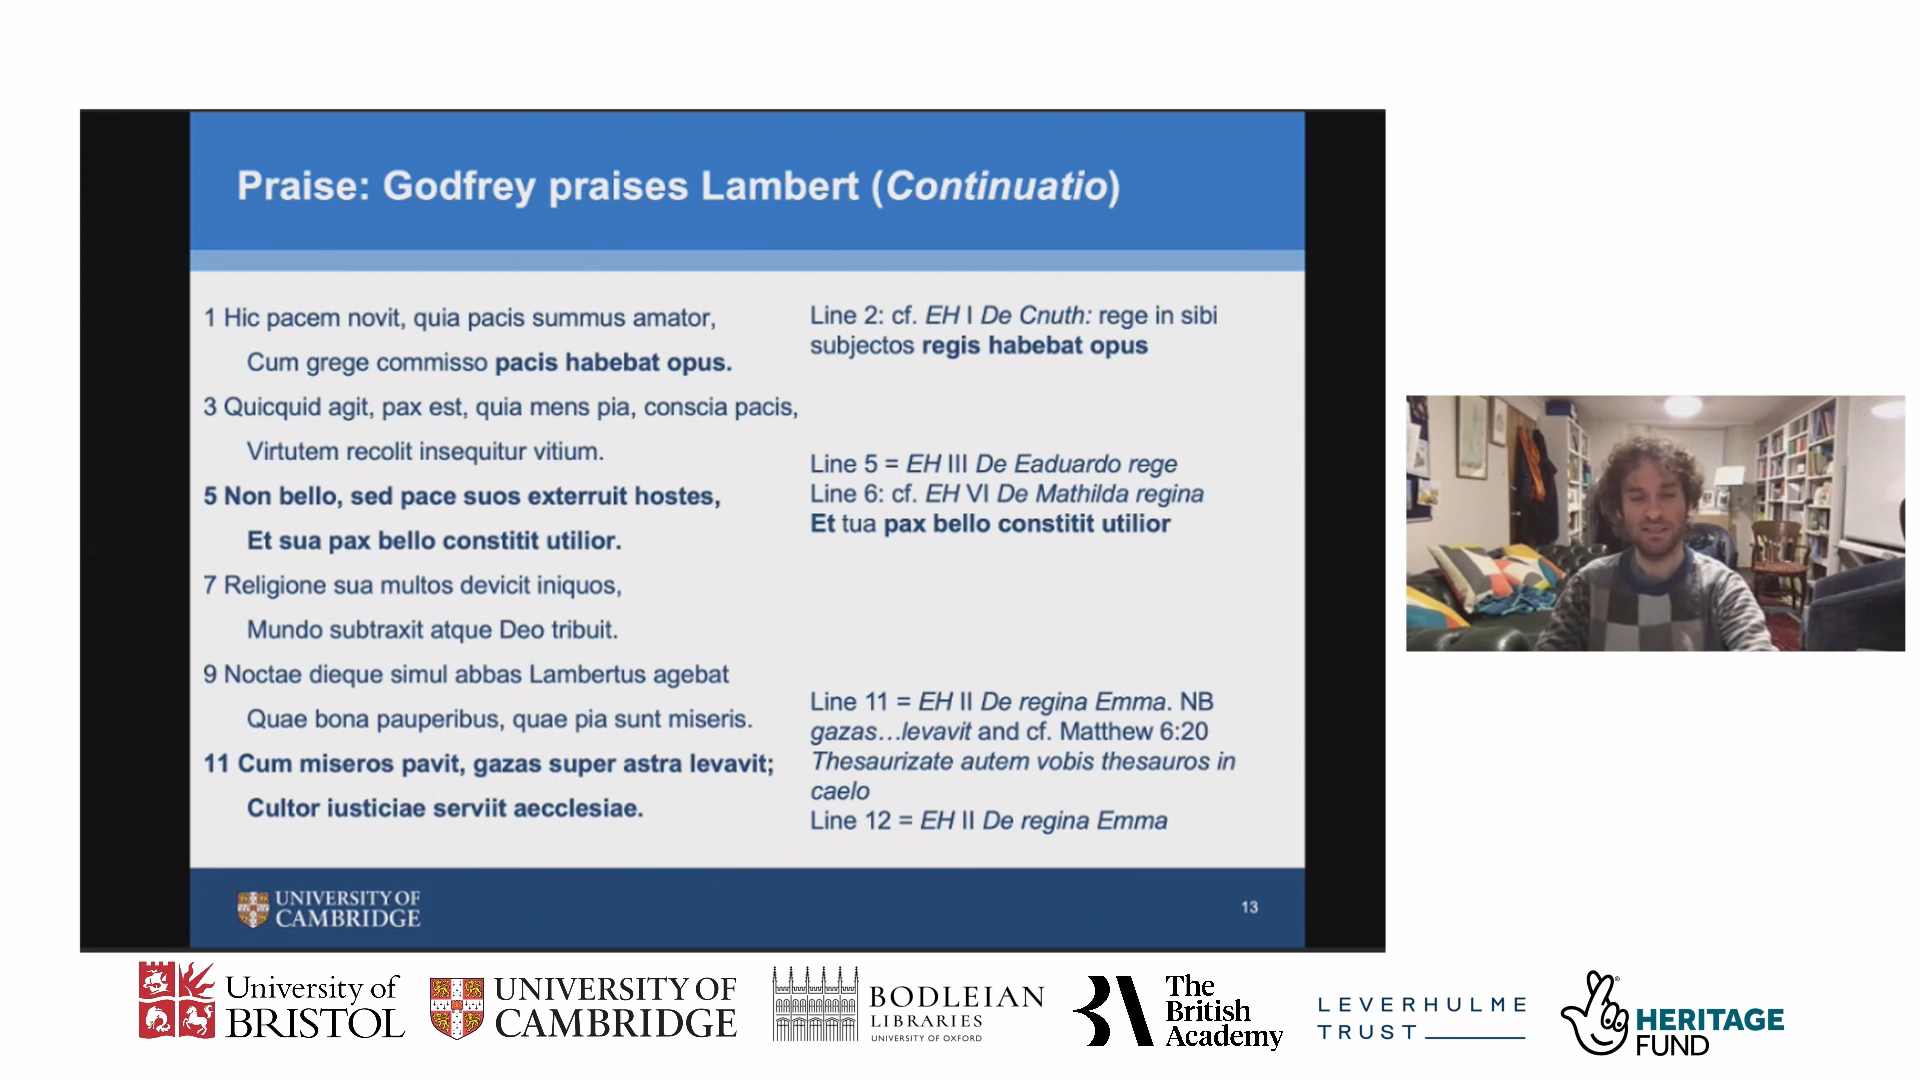 Praise: Godfrey praises Lambert (Continuatio)
1 Hic pacem novit, quia pacis summus amator,
Cum grege commisso pacis habebat opus.
3 Quicquid agit, pax est, quia mens pia, conscia pacis,
Virtutem recolit insequitur vitium.
5 Non bello, sed pace suos exterruit hostes,
Et sua pax bello constitit utilior.
7 Religione sua multos devicit iniquos,
Mundo subtraxit atque Deo tribuit.
9 Noctae dieque simul abbas Lambertus agebat
Quae bona pauperibus, quae pia sunt miseris.
11 Cum miseros pavit, gazas super astra levavit;
Cultor iusticiae serviit aecclesiae.
Line 2: cf. EH I De Cnuth: rege in sibi
subjectos regis habebat opus
Line 5 = EH III De Eaduardo rege
Line 6: cf. EH VI De Mathilda regina
Et tua pax bello constitit utilior
Line 11 = EH II De regina Emma. NB
gazas...levavit and cf. Matthew 6:20
Thesaurizate autem vobis thesauros in
caelo
Line 12 = EH II De regina Emma
UNIVERSITY OF
CAMBRIDGE
13
University of
BRISTOL
UNIVERSITY OF
CAMBRIDGE
BODLEIAN
LIBRARIES
UNIVERSITY OF OXFORD
The
British
Academy
LEVERHULME
TRUST
HERITAGE
FUND